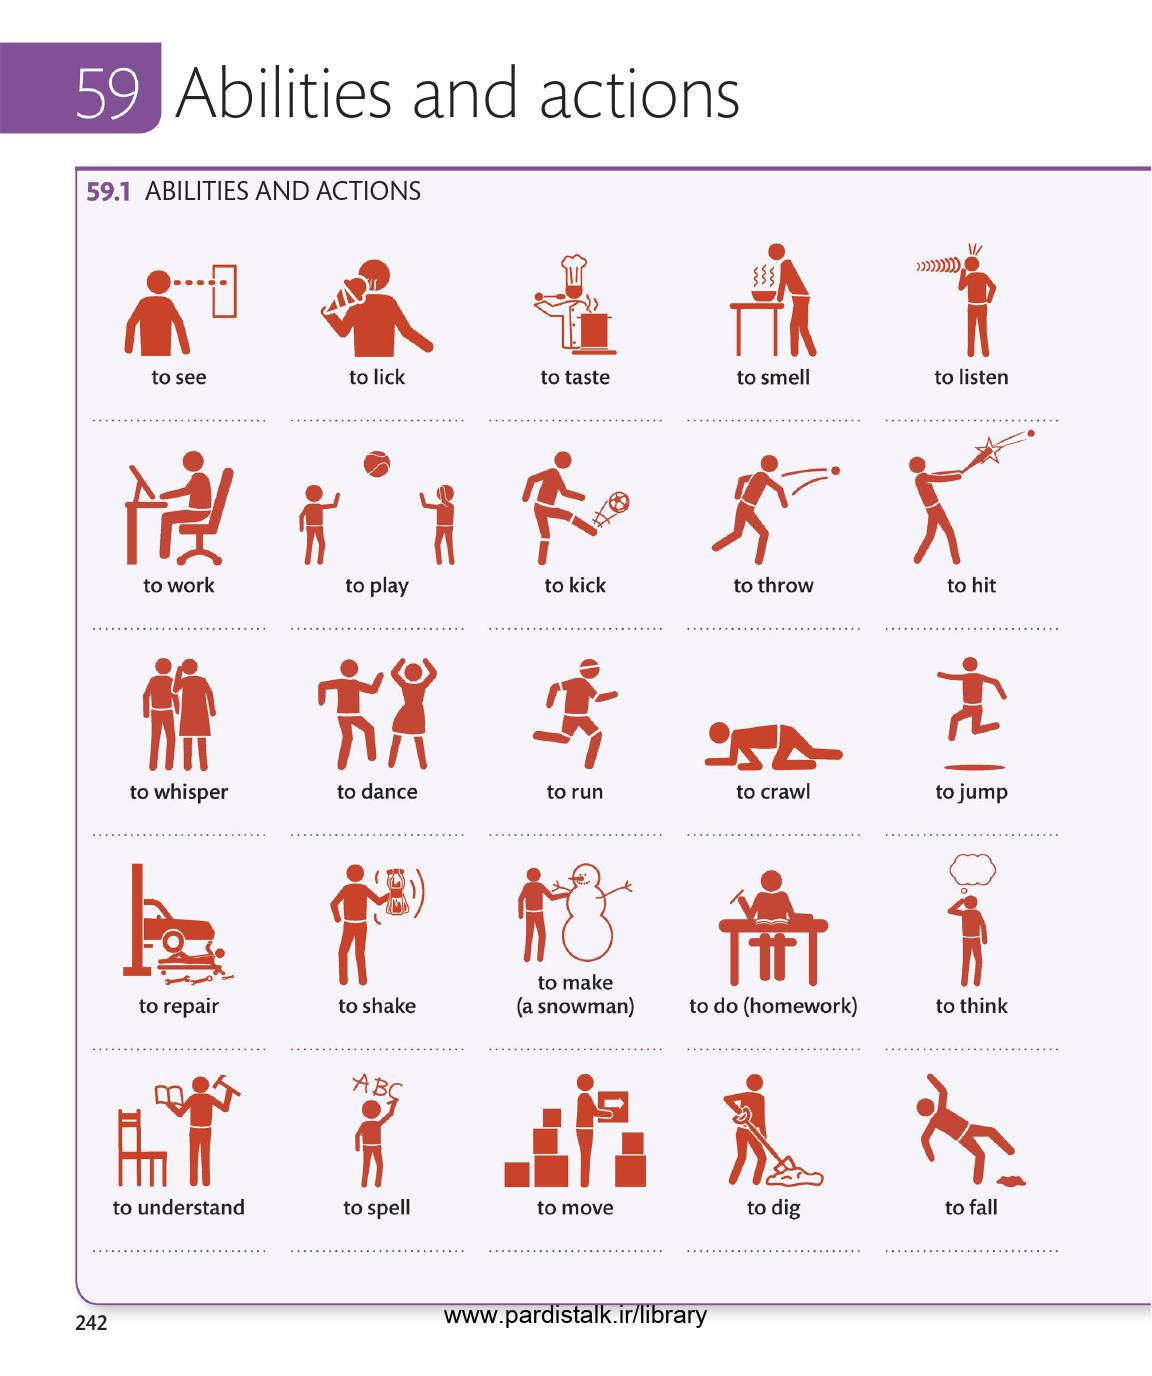 59 Abilities and actions
59.1 ABILITIES AND ACTIONS
to see
to lick
to taste
to smell
to listen
to work
to play
to kick
to throw
to hit
to whisper
to dance
to run
to crawl
to jump
to repair
to shake
to make
(a snowman)
to do (homework)
to think
ABC
to understand
to spell
to move
to dig
to fall
242
www.pardistalk.ir/library